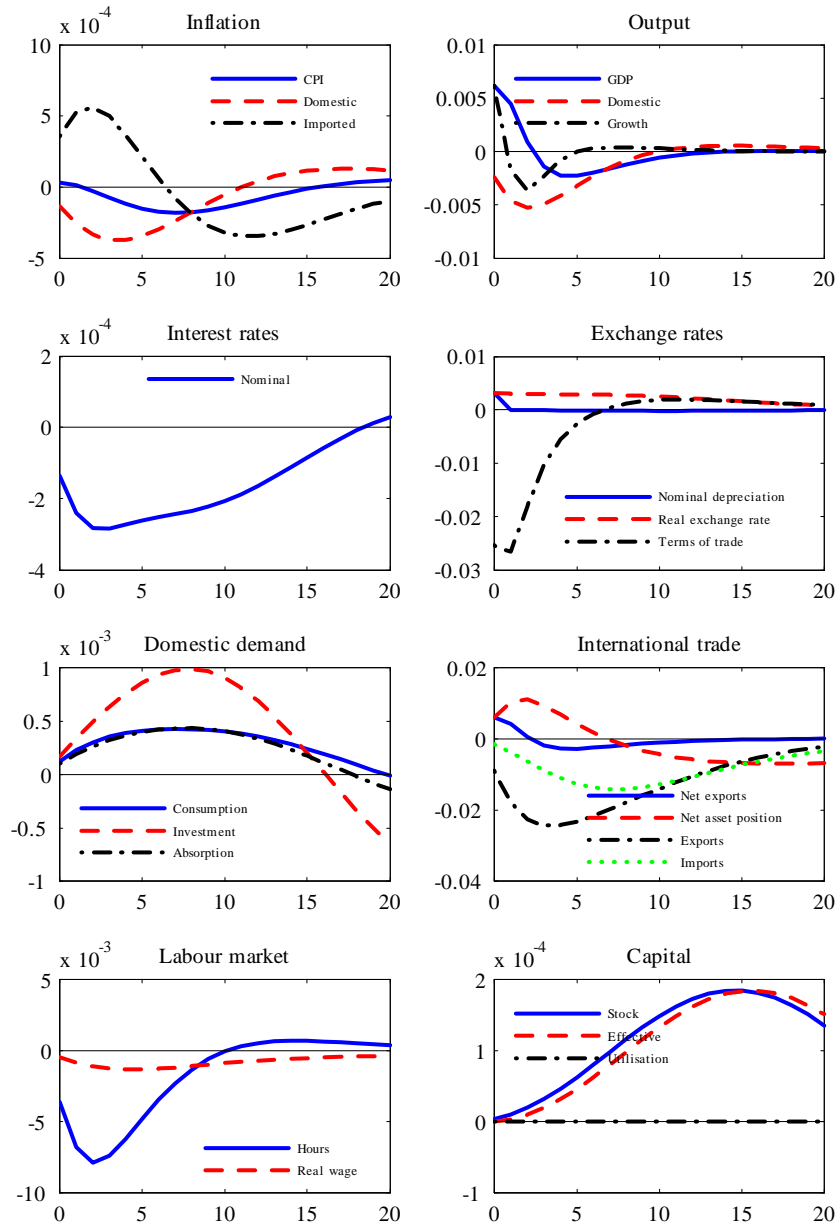 Inflation
x 10-4
10
5
0
-5
0 5 10 15 20
CPI
Domestic
Imported
Output
0.01
0.005
0
-0.005
-0.01
0 5 10 15 20
GDP
Domestic
Growth
Interest rates
x 10-4
2
0
-2
-4
0 5 10 15 20
Nominal
Exchange rates
0.01
0
-0.01
-0.02
-0.03
0 5 10 15 20
Nominal depreciation
Real exchange rate
Terms of trade
Domestic demand
x 10-3
1
0.5
0
-0.5
-1
0 5 10 15 20
Consumption
Investment
Absorption
International trade
0.02
0
-0.02
-0.04
0 5 10 15 20
Net exports
Net asset position
Exports
Imports
Labour market
x 10-3
5
0
-5
-10
0 5 10 15 20
Hours
Real wage
Capital
x 10-4
2
1
0
-1
0 5 10 15 20
Stock
Effective
Utilisation